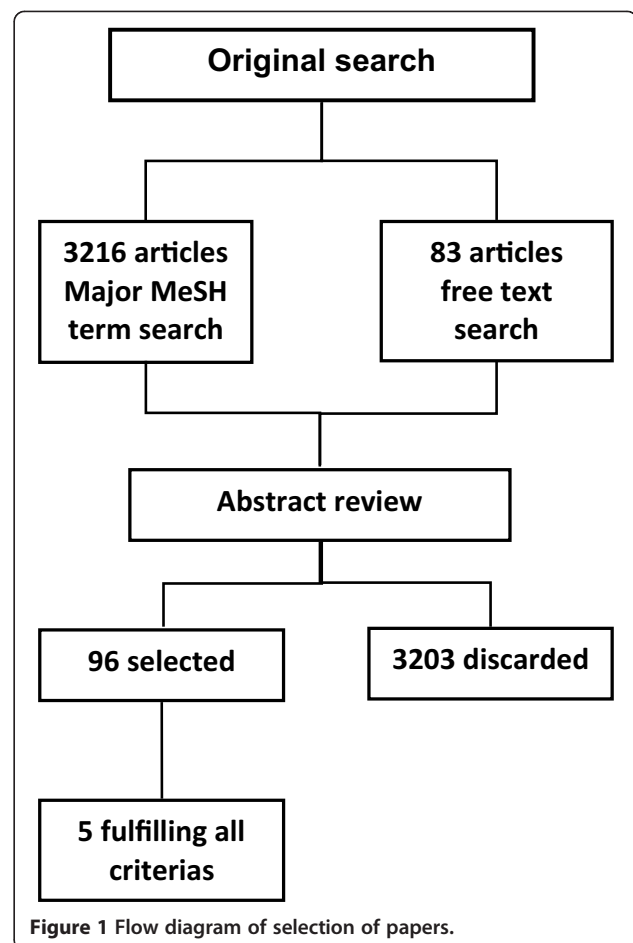 Original search
3216 articles
Major MeSH
term search
83 articles
free text
search
Abstract review
96 selected
3203 discarded
5 fulfilling all
criterias
Figure 1 Flow diagram of selection of papers.